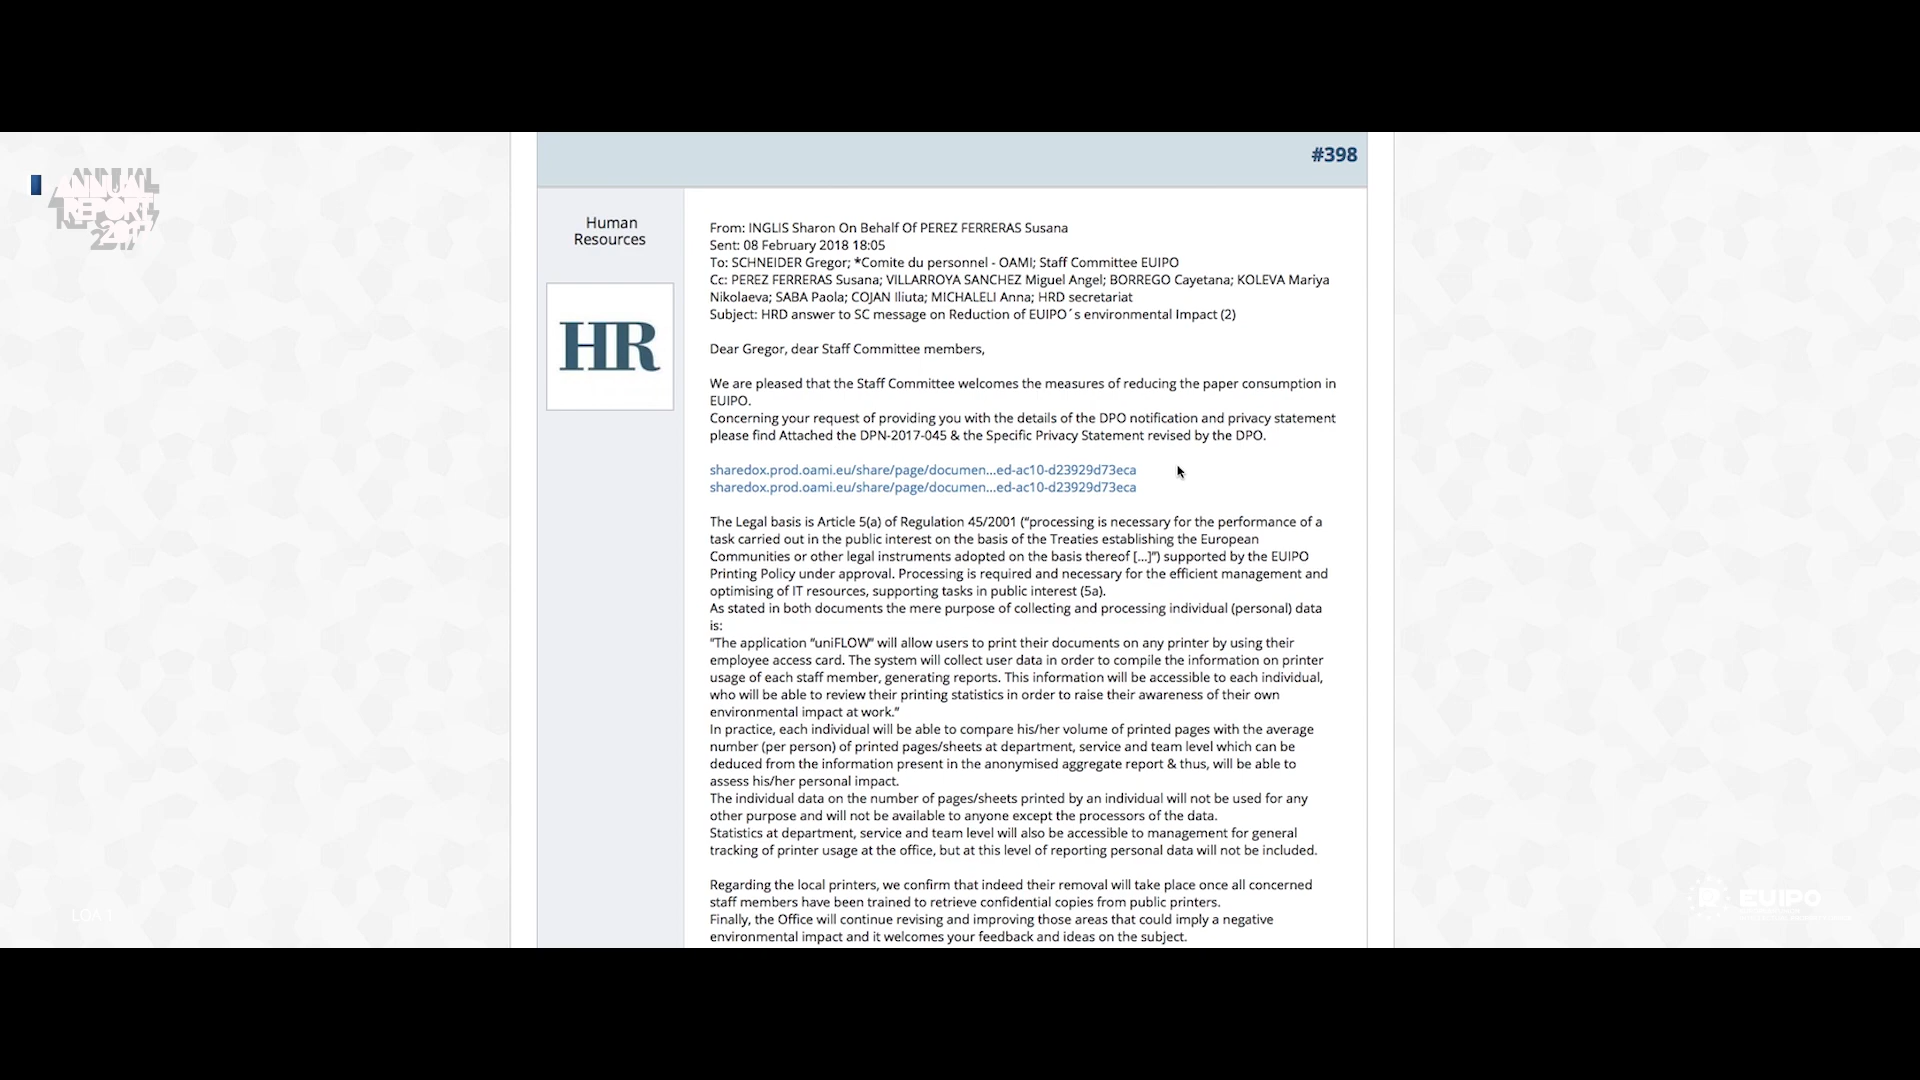 #398
ANNUAL
REPORT
2017
Human
Resources
HR
From: INGLIS Sharon On Behalf Of PEREZ FERRERAS Susana
Sent: 08 February 2018 18:05
To: SCHNEIDER Gregor; *Comite du personnel - OAMI; Staff Committee EUIPO
Cc: PEREZ FERRERAS Susana; VILLARROYA SANCHEZ Miguel Angel; BORREGO Cayetana; KOLEVA Mariya
Nikolaeva; SABA Paola; COJAN Iliuta; MICHALELI Anna; HRD secretariat
Subject: HRD answer to SC message on Reduction of EUIPO´s environmental Impact (2)
Dear Gregor, dear Staff Committee members,
We are pleased that the Staff Committee welcomes the measures of reducing the paper consumption in
EUIPO.
Concerning your request of providing you with the details of the DPO notification and privacy statement
please find Attached the DPN-2017-045 & the Specific Privacy Statement revised by the DPO.
sharedox.prod.oami.eu/share/page/documen...ed-ac10-d23929d73eca
sharedox.prod.oami.eu/share/page/documen...ed-ac10-d23929d73eca
The Legal basis is Article 5(a) of Regulation 45/2001 (“processing is necessary for the performance of a
task carried out in the public interest on the basis of the Treaties establishing the European
Communities or other legal instruments adopted on the basis thereof [...]”) supported by the EUIPO
Printing Policy under approval. Processing is required and necessary for the efficient management and
optimising of IT resources, supporting tasks in public interest (5a).
As stated in both documents the mere purpose of collecting and processing individual (personal) data
is:
“The application “uniFLOW” will allow users to print their documents on any printer by using their
employee access card. The system will collect user data in order to compile the information on printer
usage of each staff member, generating reports. This information will be accessible to each individual,
who will be able to review their printing statistics in order to raise their awareness of their own
environmental impact at work.”
In practice, each individual will be able to compare his/her volume of printed pages with the average
number (per person) of printed pages/sheets at department, service and team level which can be
deduced from the information present in the anonymised aggregate report & thus, will be able to
assess his/her personal impact.
The individual data on the number of pages/sheets printed by an individual will not be used for any
other purpose and will not be available to anyone except the processors of the data.
Statistics at department, service and team level will also be accessible to management for general
tracking of printer usage at the office, but at this level of reporting personal data will not be included.
Regarding the local printers, we confirm that indeed their removal will take place once all concerned
staff members have been trained to retrieve confidential copies from public printers.
Finally, the Office will continue revising and improving those areas that could imply a negative
environmental impact and it welcomes your feedback and ideas on the subject.
EUIPO